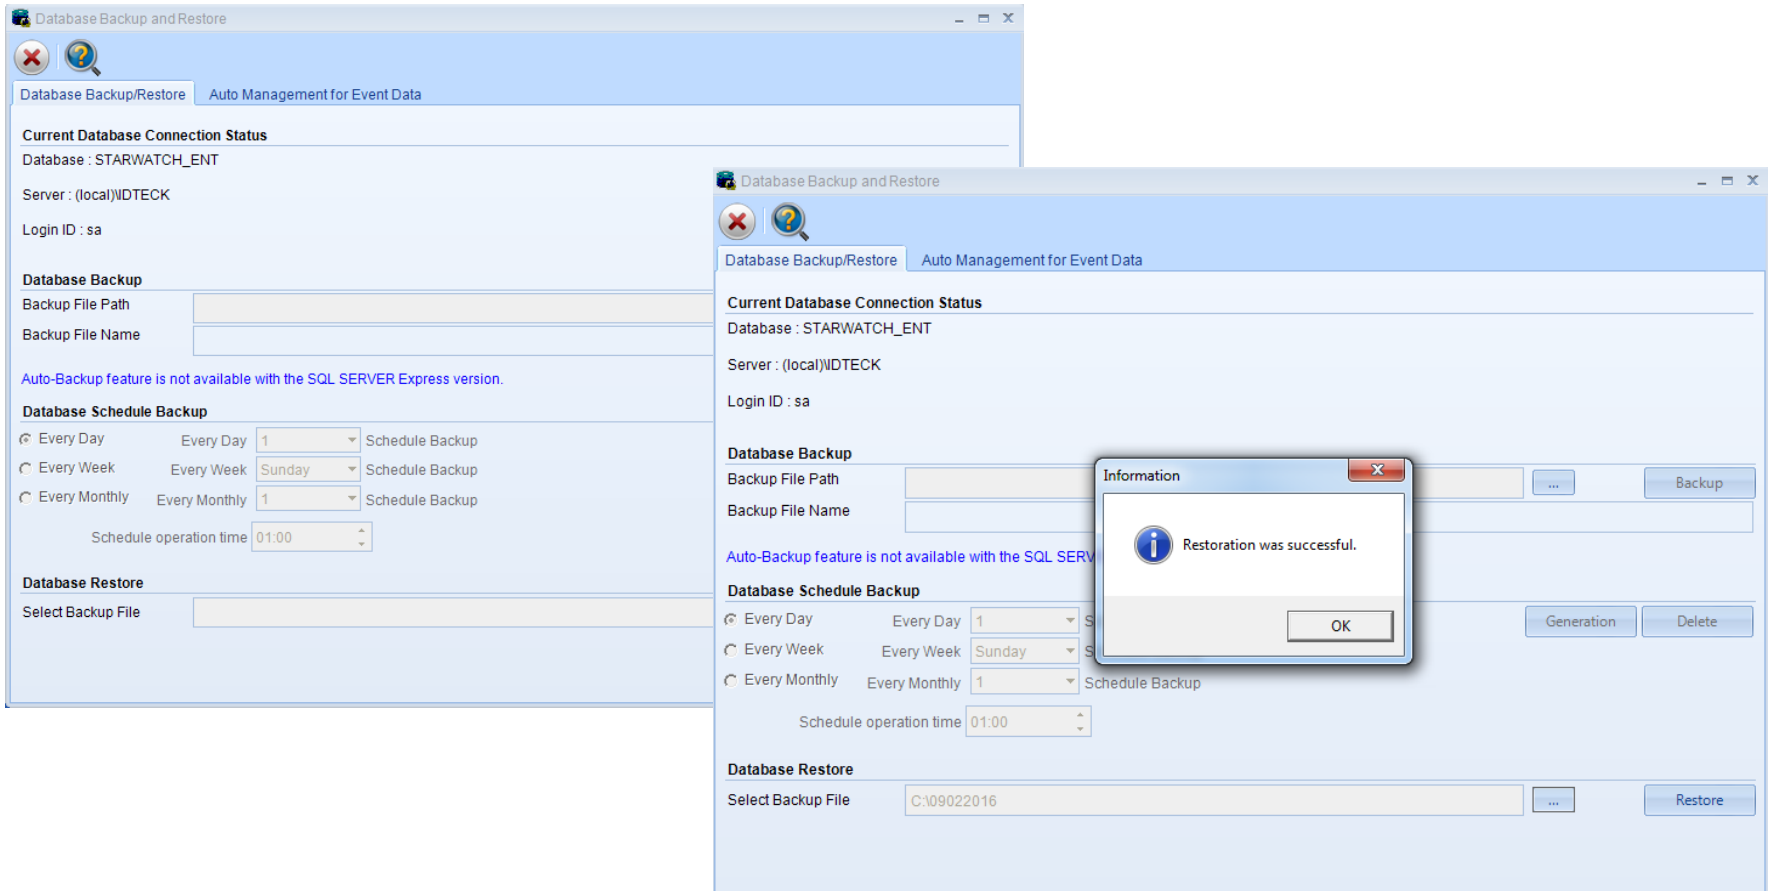 Database Backup and Restore
Database Backup/Restore Auto Management for Event Data
Current Database Connection Status
Database : STARWATCH_ENT
Server : (local)\IDTECK
Login ID : sa
Database Backup
Backup File Path
Backup File Name
Auto-Backup feature is not available with the SQL SERVER Express version.
Database Schedule Backup
Every Day Every Day 1 Schedule Backup
Every Week Every Week Sunday Schedule Backup
Every Monthly Every Monthly 1 Schedule Backup
Schedule operation time 01:00
Database Restore
Select Backup File
Database Backup and Restore
Database Backup/Restore Auto Management for Event Data
Current Database Connection Status
Database : STARWATCH_ENT
Server : (local)\IDTECK
Login ID : sa
Database Backup
Backup File Path ... Backup
Backup File Name
Auto-Backup feature is not available with the SQL SERV
Database Schedule Backup
Every Day Every Day 1 S Generation Delete
Every Week Every Week Sunday S
Every Monthly Every Monthly 1 Schedule Backup
Schedule operation time 01:00
Database Restore
Select Backup File C:\09022016 ... Restore
Information
Restoration was successful.
OK